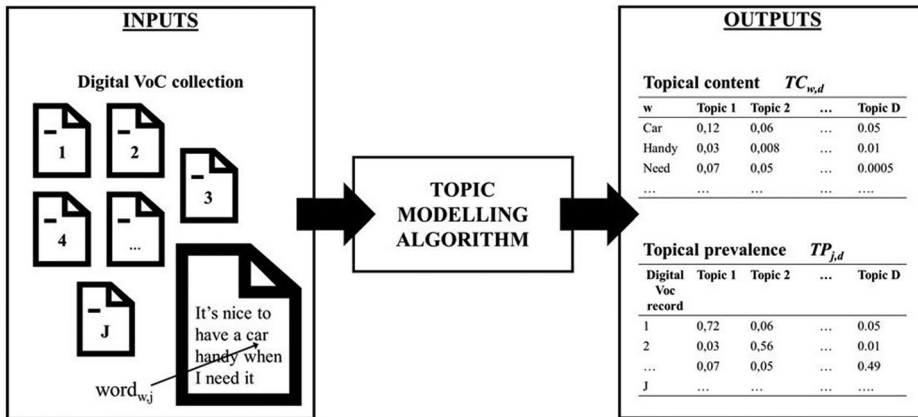 INPUTS
Digital VoC collection
1
2
3
4
...
J
It's nice to
have a car
handy when
I need it
word_{w,j}
TOPIC
MODELLING
ALGORITHM
OUTPUTS
Topical content TC_{w,d}
w Topic 1 Topic 2 ... Topic D
Car 0,12 0,06 ... 0.05
Handy 0,03 0,008 ... 0.01
Need 0,07 0,05 ... 0.0005
... ... ... ... ....
Topical prevalence TP_{j,d}
Digital Topic 1 Topic 2 ... Topic D
Voc
record
1 0,72 0,06 ... 0.05
2 0,03 0,56 ... 0.01
... 0,07 0,05 ... 0.49
J ... ... ... ....